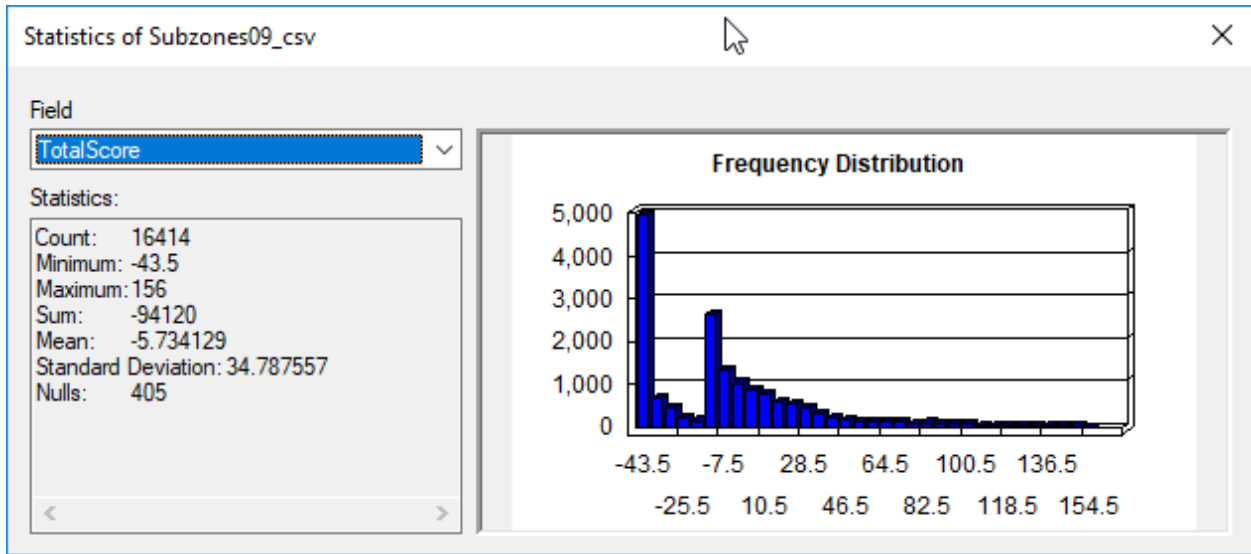 Statistics of Subzones09_csv
Field
TotalScore
Statistics:
Count: 16414
Minimum: -43.5
Maximum: 156
Sum: -94120
Mean: -5.734129
Standard Deviation: 34.787557
Nulls: 405
Frequency Distribution
5,000
4,000
3,000
2,000
1,000
0
-43.5 -7.5 28.5 64.5 100.5 136.5
-25.5 10.5 46.5 82.5 118.5 154.5